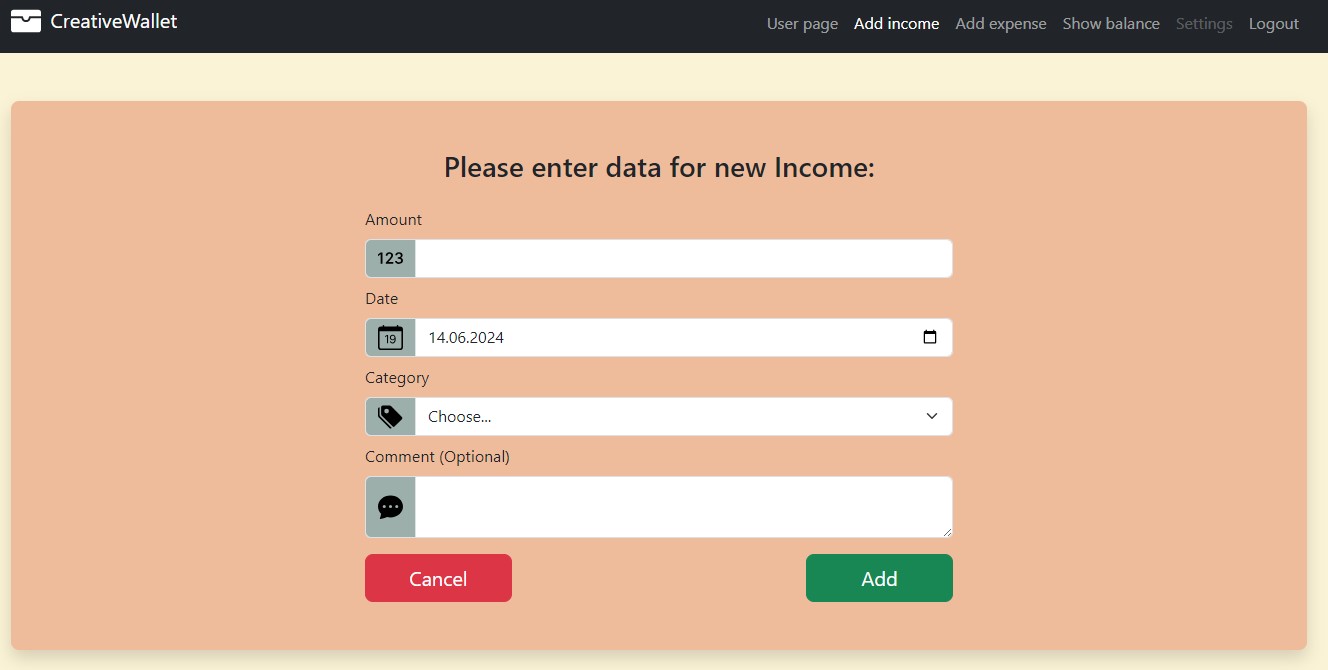 CreativeWallet
User page Add income Add expense Show balance Settings Logout
Please enter data for new Income:
Amount
123
Date
19 14.06.2024
Category
Choose...
Comment (Optional)
Cancel Add